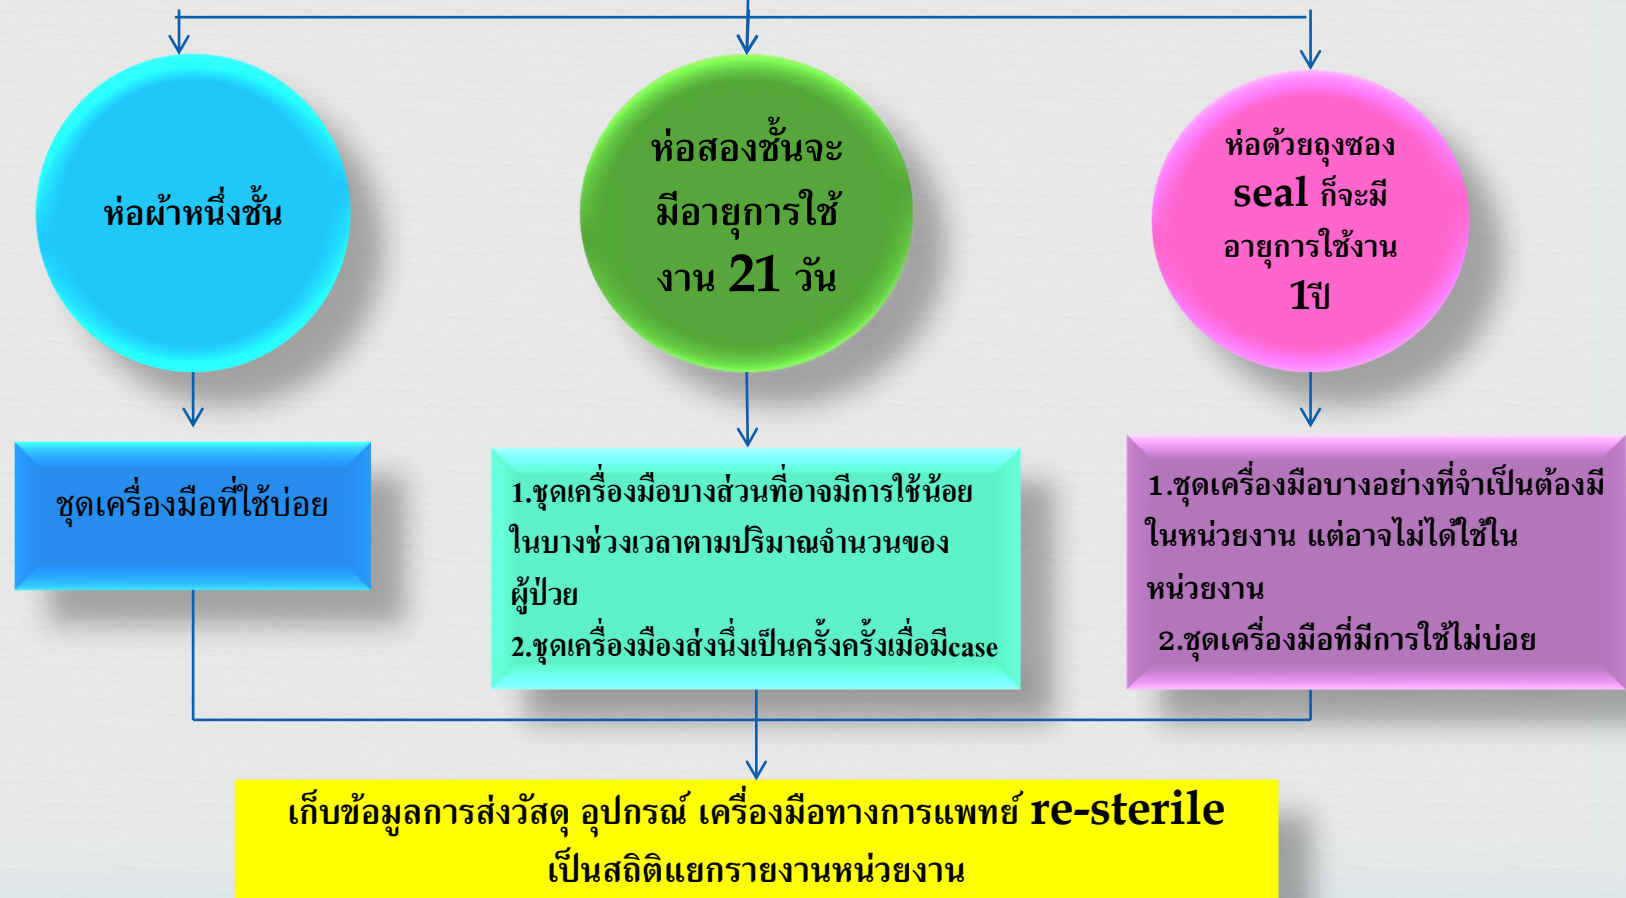 ห่อผ้าหนึ่งชั้น
ห่อสองชั้นจะ
มีอายุการใช้
งาน 21 วัน
ห่อด้วยถุงซอง
seal ก็จะมี
อายุการใช้งาน
1ปี
ชุดเครื่องมือที่ใช้บ่อย
1.ชุดเครื่องมือบางส่วนที่อาจมีการใช้น้อย
ในบางช่วงเวลาตามปริมาณจำนวนของ
ผู้ป่วย
2.ชุดเครื่องมืองส่งนึ่งเป็นครั้งครั้งเมื่อมีcase
1.ชุดเครื่องมือบางอย่างที่จำเป็นต้องมี
ในหน่วยงาน แต่อาจไม่ได้ใช้ใน
หน่วยงาน
2.ชุดเครื่องมือที่มีการใช้ไม่บ่อย
เก็บข้อมูลการส่งวัสดุ อุปกรณ์ เครื่องมือทางการแพทย์ re-sterile
เป็นสถิติแยกรายงานหน่วยงาน